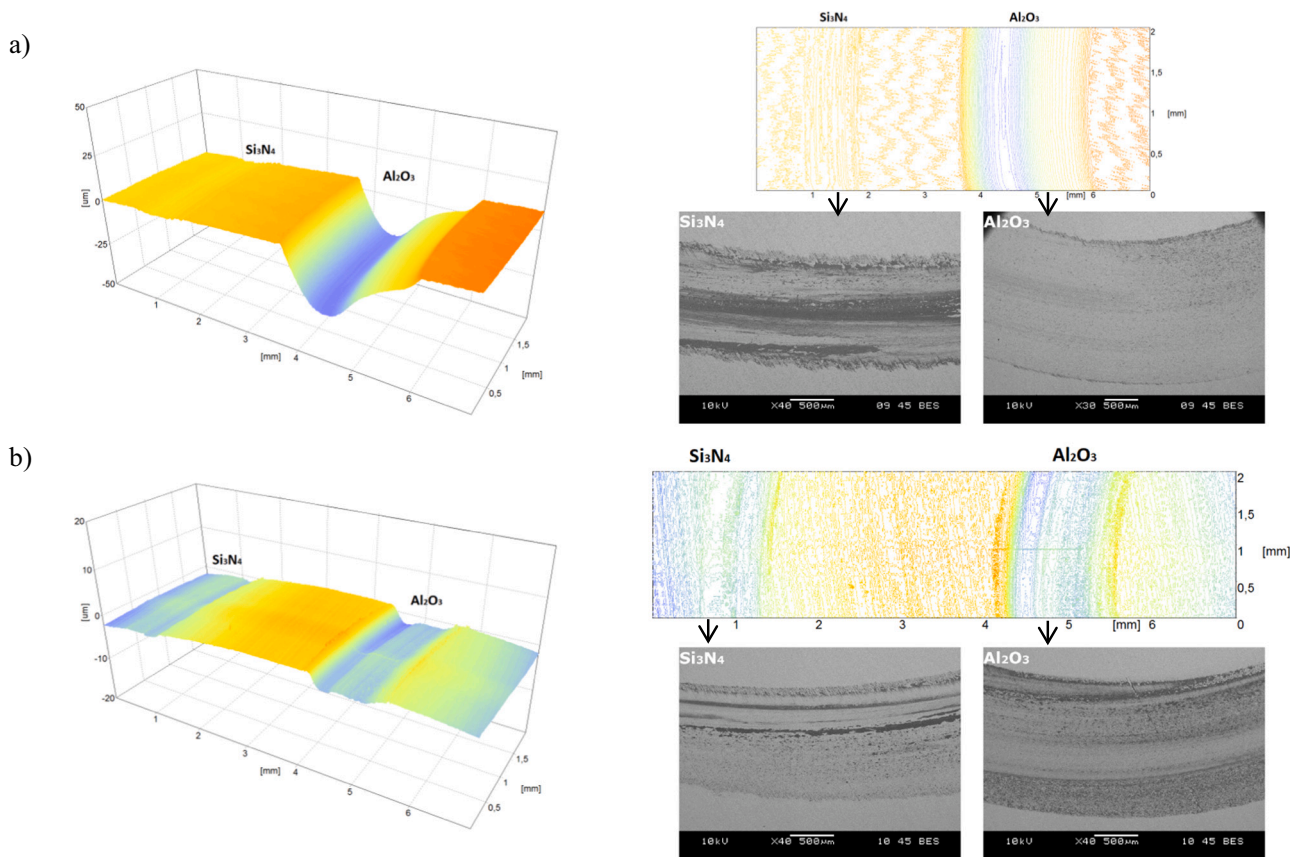 a)
50
25
0
-25
-50
[um]
Si₃N₄
Al₂O₃
1
2
3
4
5
6
[mm]
0,5
1
1,5
[mm]
Si₃N₄ Al₂O₃
2
1,5
1
[mm]
0,5
0
1 2 3 4 5 [mm] 6
Si₃N₄
10kV X40 500µm 09 45 BES
Al₂O₃
10kV X30 500µm 09 45 BES
b)
20
10
0
-10
-20
[um]
Si₃N₄
Al₂O₃
1
2
3
4
5
6
[mm]
0,5
1
1,5
[mm]
Si₃N₄ Al₂O₃
2
1,5
1 [mm]
0,5
1 2 3 4 5 [mm] 6 0
Si₃N₄
10kV X40 500µm 10 45 BES
Al₂O₃
10kV X40 500µm 10 45 BES